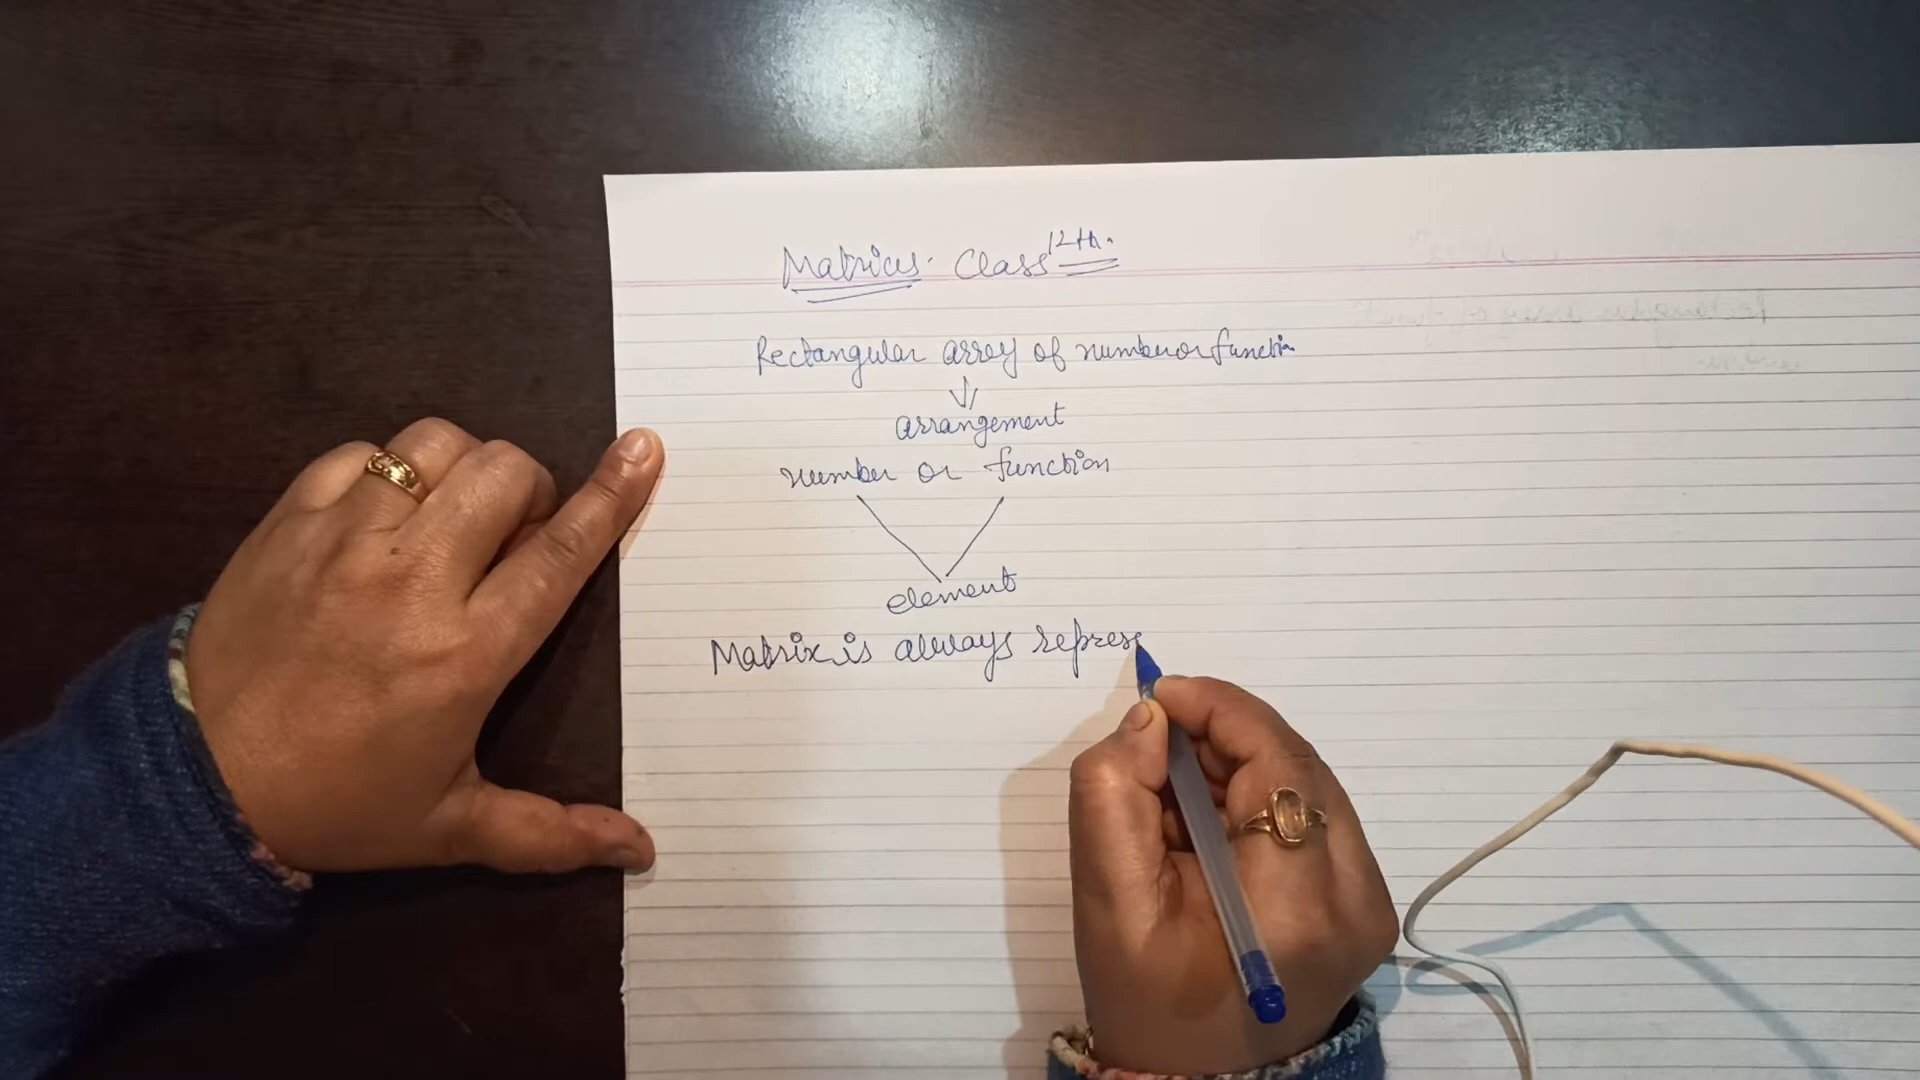 Matrices. Class 12th.
Rectangular array of number or function
arrangement
number or function
element
Matrix is always repres